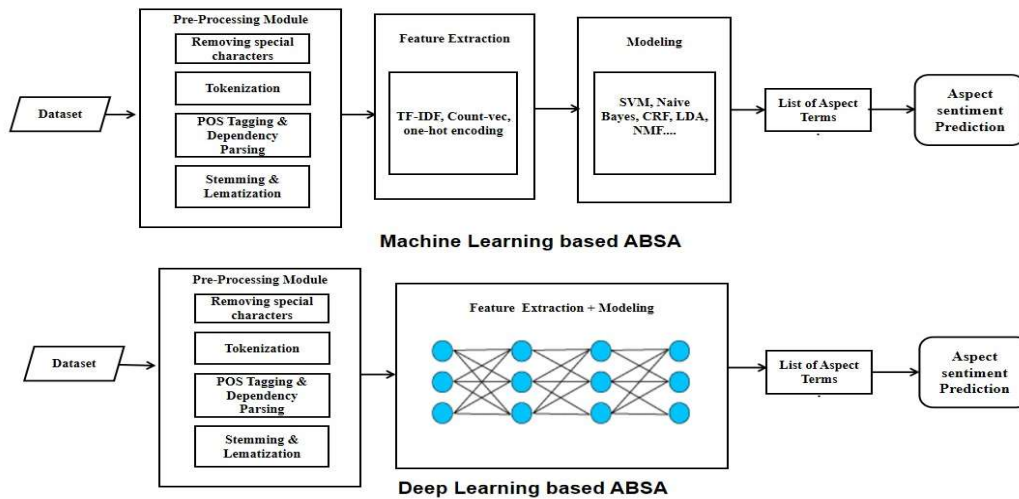 Pre-Processing Module
Removing special
characters
Tokenization
POS Tagging &
Dependency
Parsing
Stemming &
Lematization
Dataset
Feature Extraction
TF-IDF, Count-vec,
one-hot encoding
Modeling
SVM, Naive
Bayes, CRF, LDA,
NMF....
List of Aspect
Terms
.
Aspect
sentiment
Prediction
Machine Learning based ABSA
Pre-Processing Module
Removing special
characters
Tokenization
POS Tagging &
Dependency
Parsing
Stemming &
Lematization
Dataset
Feature Extraction + Modeling
List of Aspect
Terms
.
Aspect
sentiment
Prediction
Deep Learning based ABSA